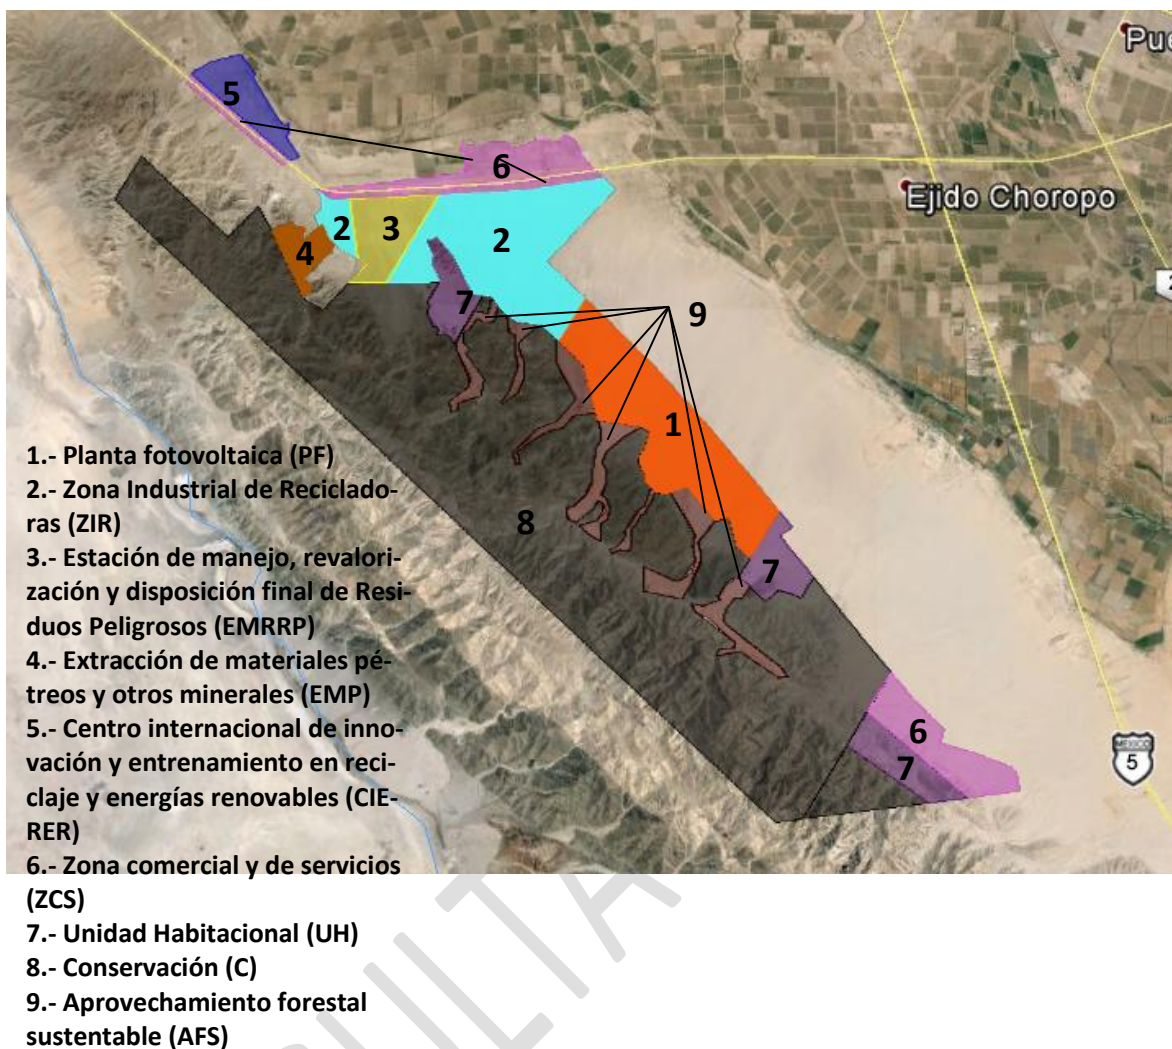 Pue
5
6
Ejido Choropo
2
3
2
4
2
7
9
1
8
7
6
7
MEXICO
5
1.- Planta fotovoltaica (PF)
2.- Zona Industrial de Reciclado-
ras (ZIR)
3.- Estación de manejo, revalori-
zación y disposición final de Resi-
duos Peligrosos (EMRRP)
4.- Extracción de materiales pé-
treos y otros minerales (EMP)
5.- Centro internacional de inno-
vación y entrenamiento en reci-
claje y energías renovables (CIE-
RER)
6.- Zona comercial y de servicios
(ZCS)
7.- Unidad Habitacional (UH)
8.- Conservación (C)
9.- Aprovechamiento forestal
sustentable (AFS)